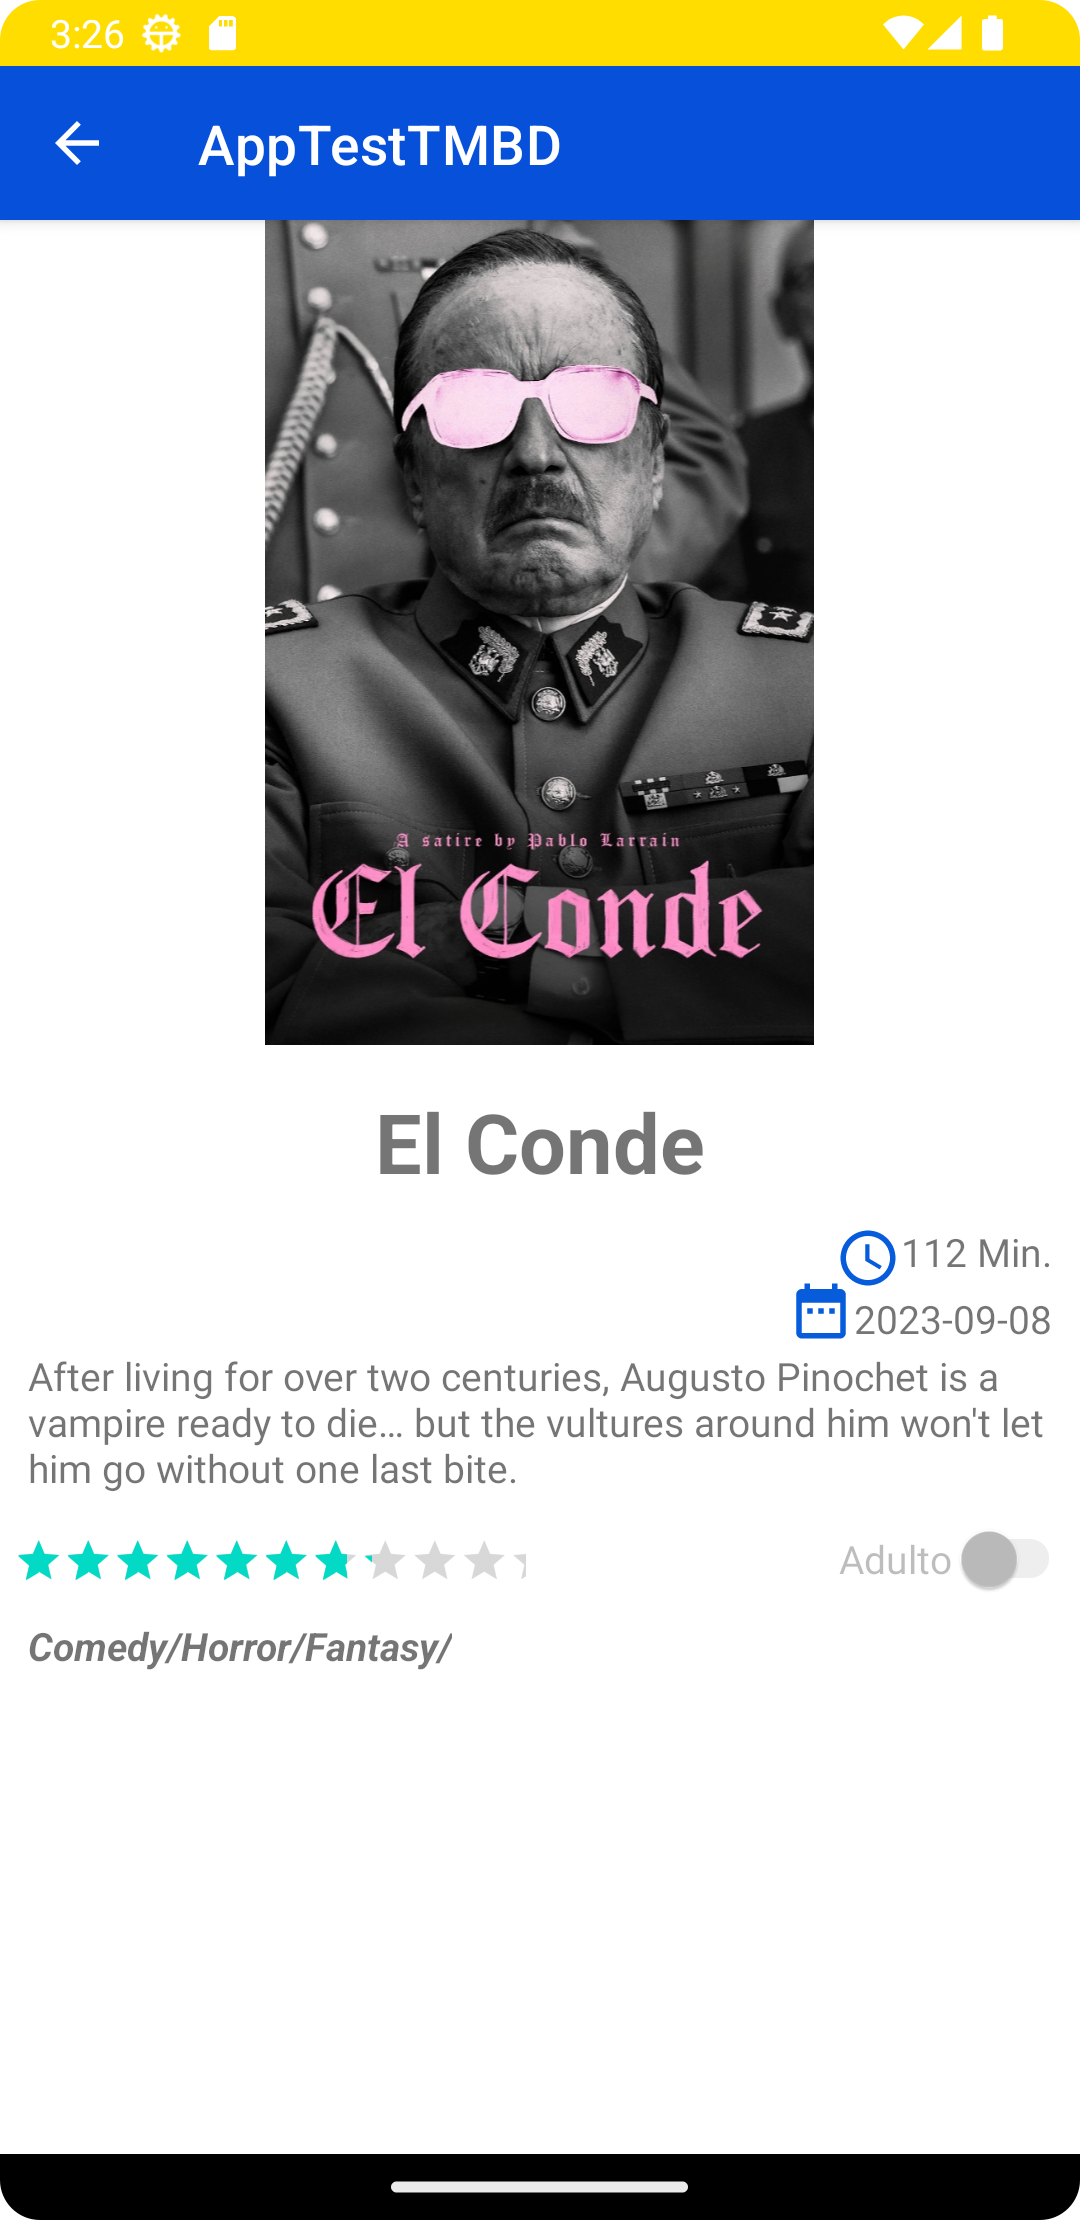 3:26
AppTestTMBD
A satire by Pablo Larrain
El Conde
El Conde
112 Min.
2023-09-08
After living for over two centuries, Augusto Pinochet is a
vampire ready to die… but the vultures around him won't let
him go without one last bite.
Adulto
Comedy/Horror/Fantasy/